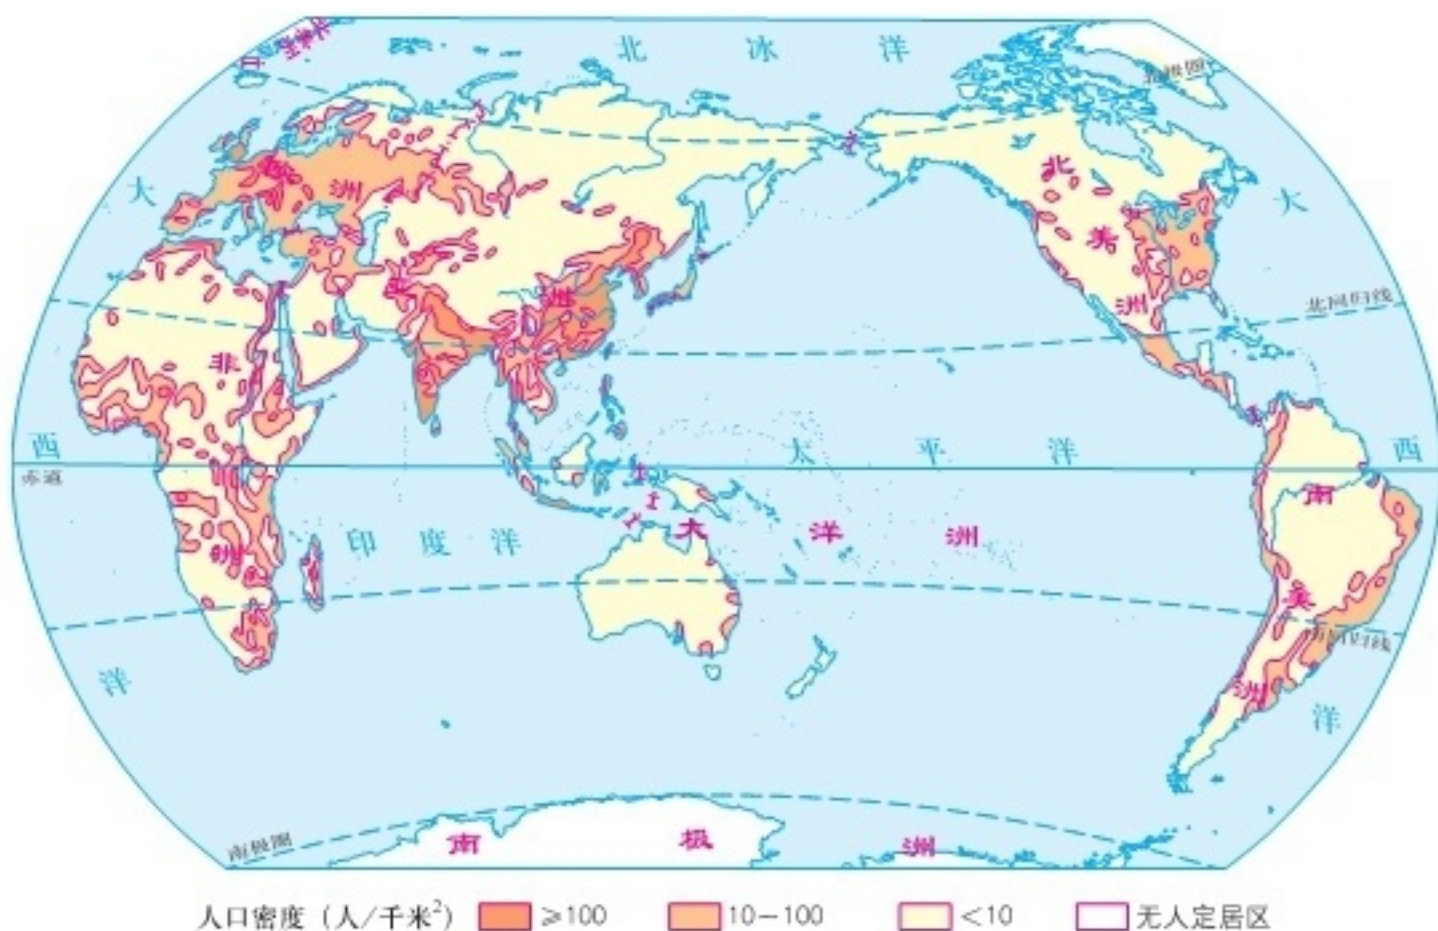 北 冰 洋
北极圈
大
洲
北
美
洲
大
北回归线
洲
非
西
太 平 洋
西
赤道
南
大 洋 洲
印 度 洋
洲
美
南回归线
洲
洋
洋
南极圈
南 极 洲
人口密度 (人/千米²) ≥100 10—100 <10 无人定居区